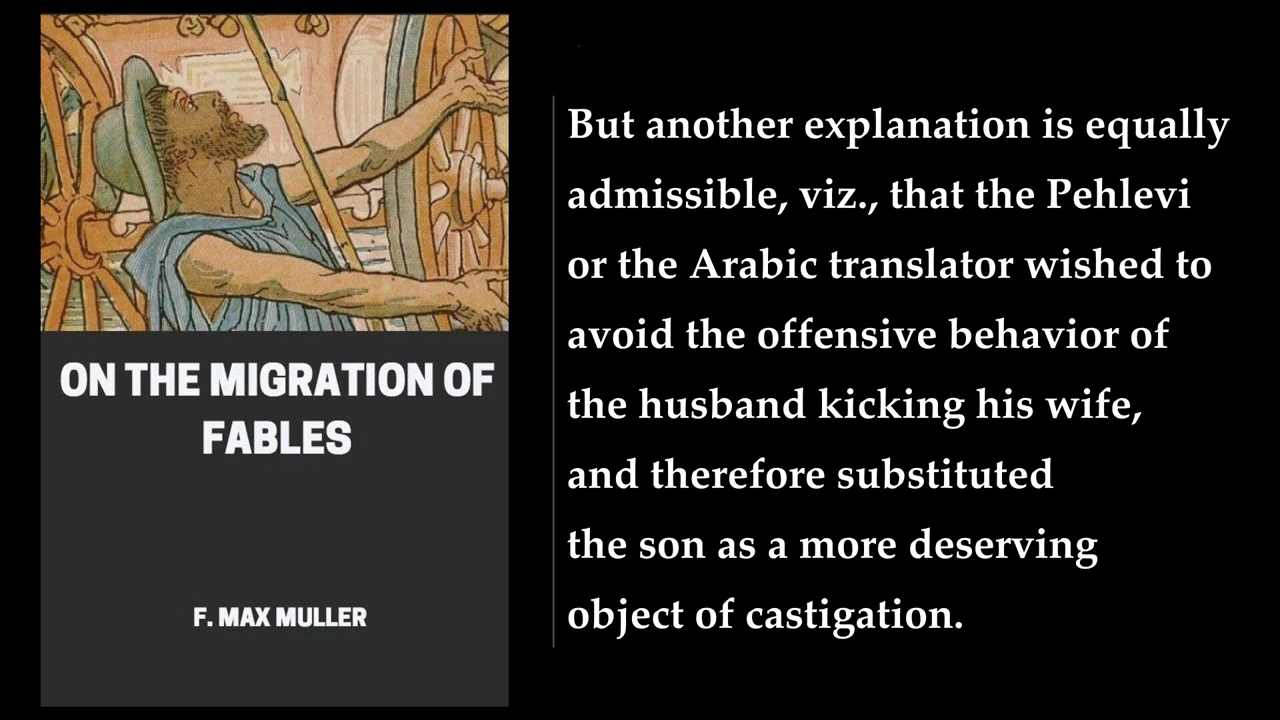 ON THE MIGRATION OF
FABLES
F. MAX MULLER
But another explanation is equally
admissible, viz., that the Pehlevi
or the Arabic translator wished to
avoid the offensive behavior of
the husband kicking his wife,
and therefore substituted
the son as a more deserving
object of castigation.